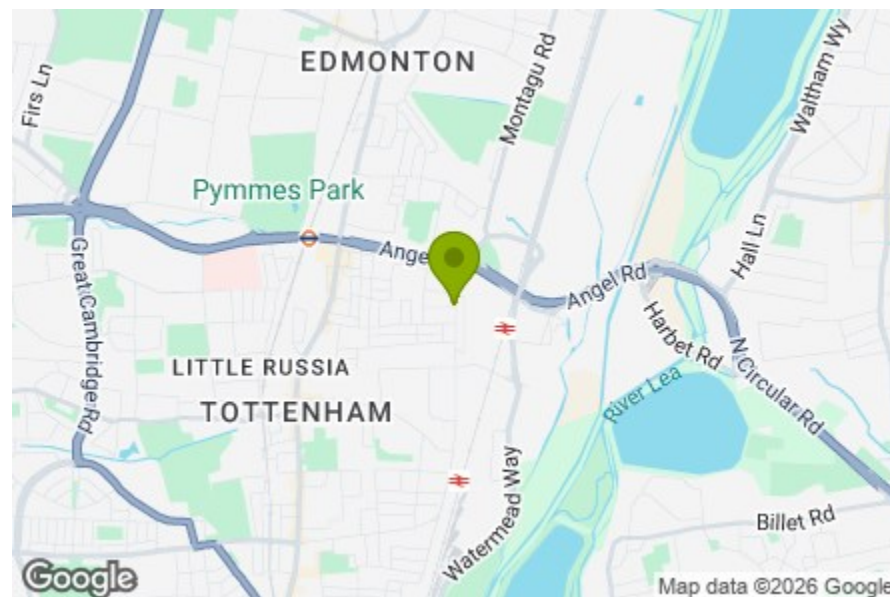 EDMONTON
Firs Ln
Montagu Rd
Waltham Wy
Pymmes Park
Great Cambridge Rd
Ange
Angel Rd
Hall Ln
Harbet Rd
N Circular Rd
LITTLE RUSSIA
River Lea
TOTTENHAM
Watermead Way
Billet Rd
Google
Map data ©2026 Google